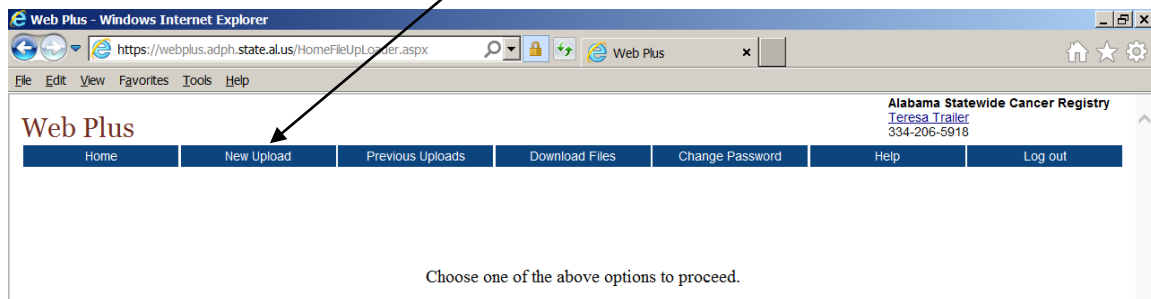 Web Plus - Windows Internet Explorer
https://webplus.adph.state.al.us/HomeFileUpLoader.aspx
Web Plus
File Edit View Favorites Tools Help
Alabama Statewide Cancer Registry
Teresa Trailer
334-206-5918
Web Plus
Home New Upload Previous Uploads Download Files Change Password Help Log out
Choose one of the above options to proceed.